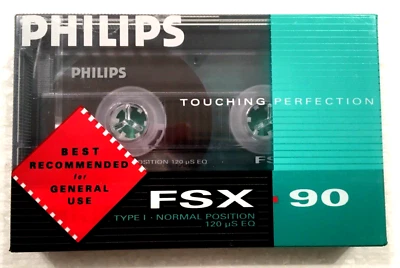 PHILIPS
PHILIPS
TOUCHING PERFECTION
BEST
RECOMMENDED
for
GENERAL
USE
POSITION 120 µS EQ
FS
FSX · 90
TYPE I · NORMAL POSITION
120 µS EQ